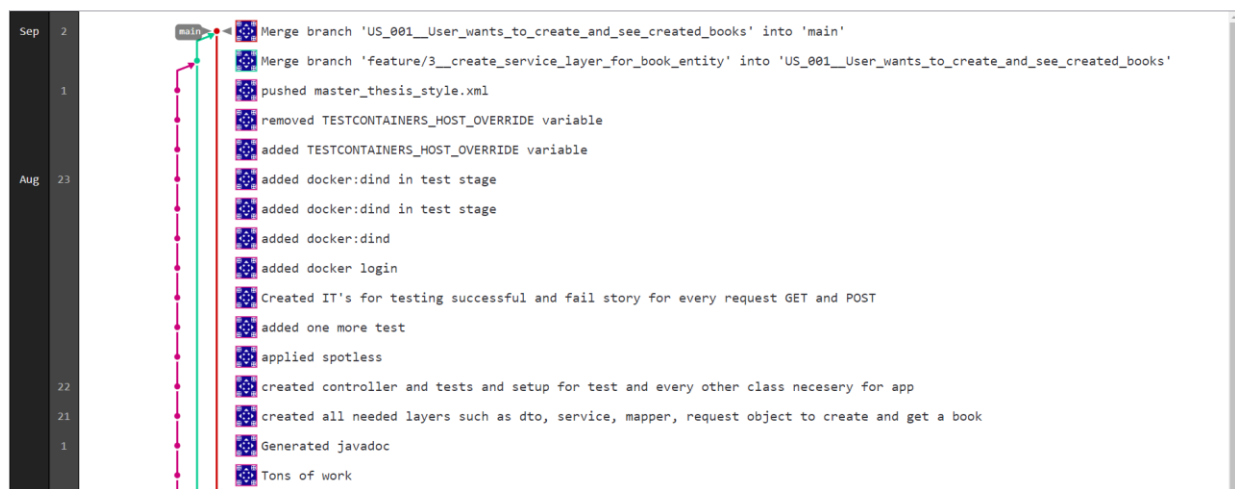 Sep 2 main Merge branch 'US_001__User_wants_to_create_and_see_created_books' into 'main'
Merge branch 'feature/3__create_service_layer_for_book_entity' into 'US_001__User_wants_to_create_and_see_created_books'
1 pushed master_thesis_style.xml
removed TESTCONTAINERS_HOST_OVERRIDE variable
added TESTCONTAINERS_HOST_OVERRIDE variable
Aug 23 added docker:dind in test stage
added docker:dind in test stage
added docker:dind
added docker login
Created IT's for testing successful and fail story for every request GET and POST
added one more test
applied spotless
22 created controller and tests and setup for test and every other class necesery for app
21 created all needed layers such as dto, service, mapper, request object to create and get a book
1 Generated javadoc
Tons of work